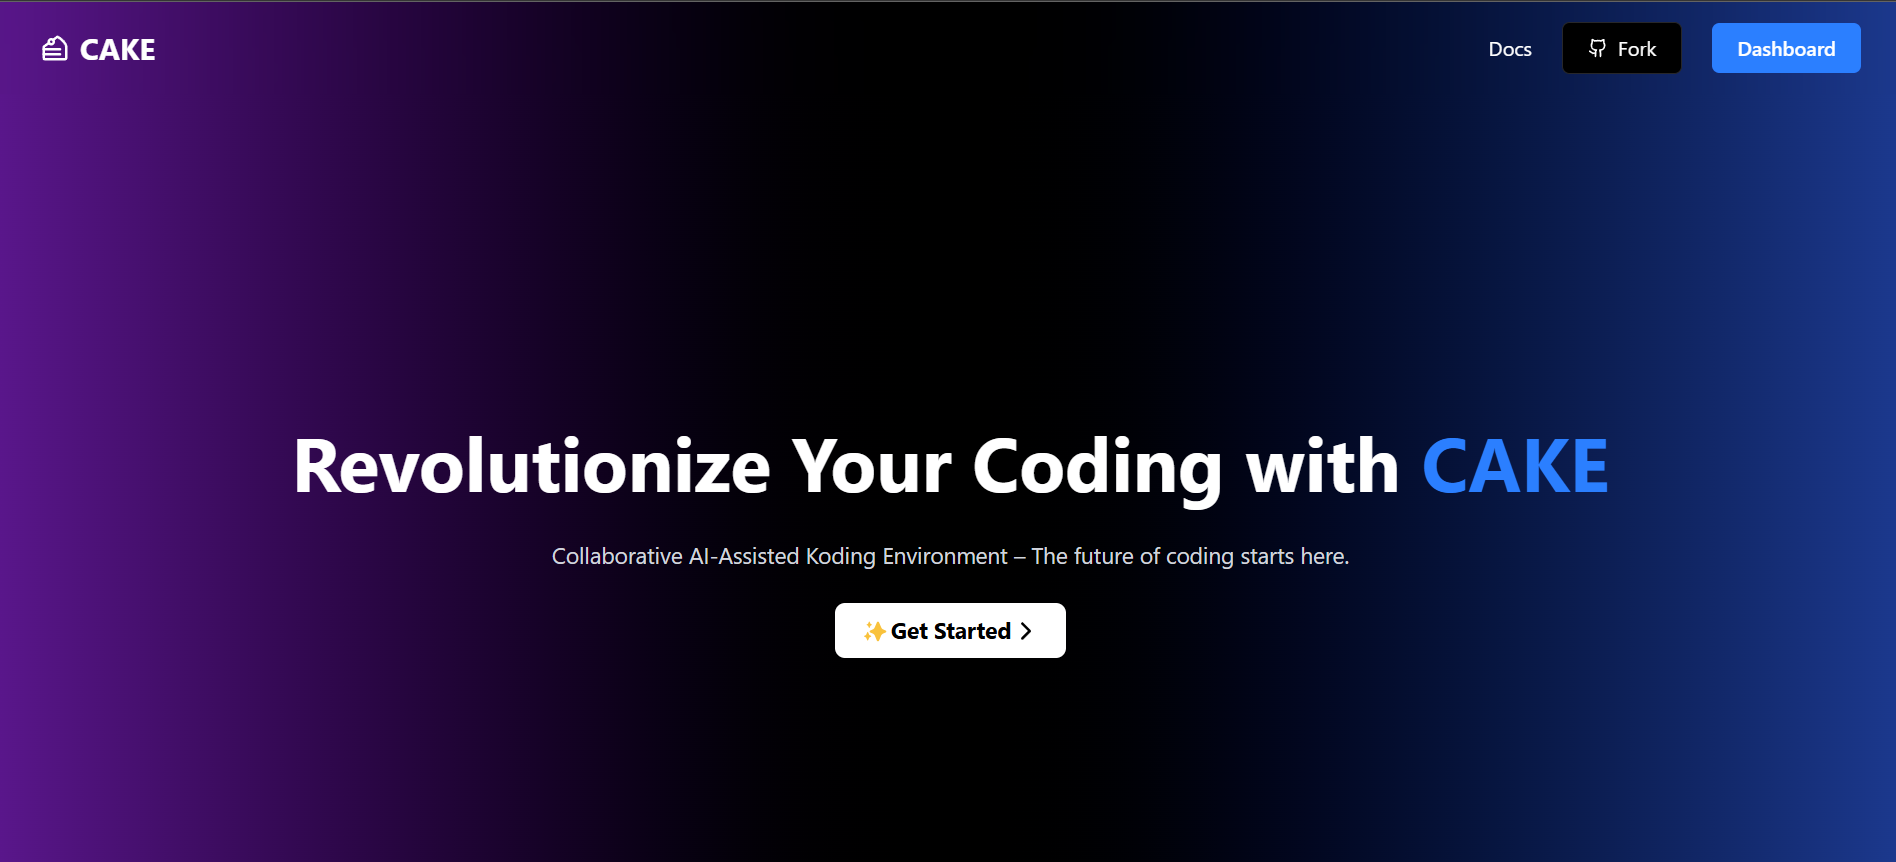 CAKE
Docs
Fork
Dashboard
Revolutionize Your Coding with CAKE
Collaborative AI-Assisted Koding Environment – The future of coding starts here.
✨Get Started >